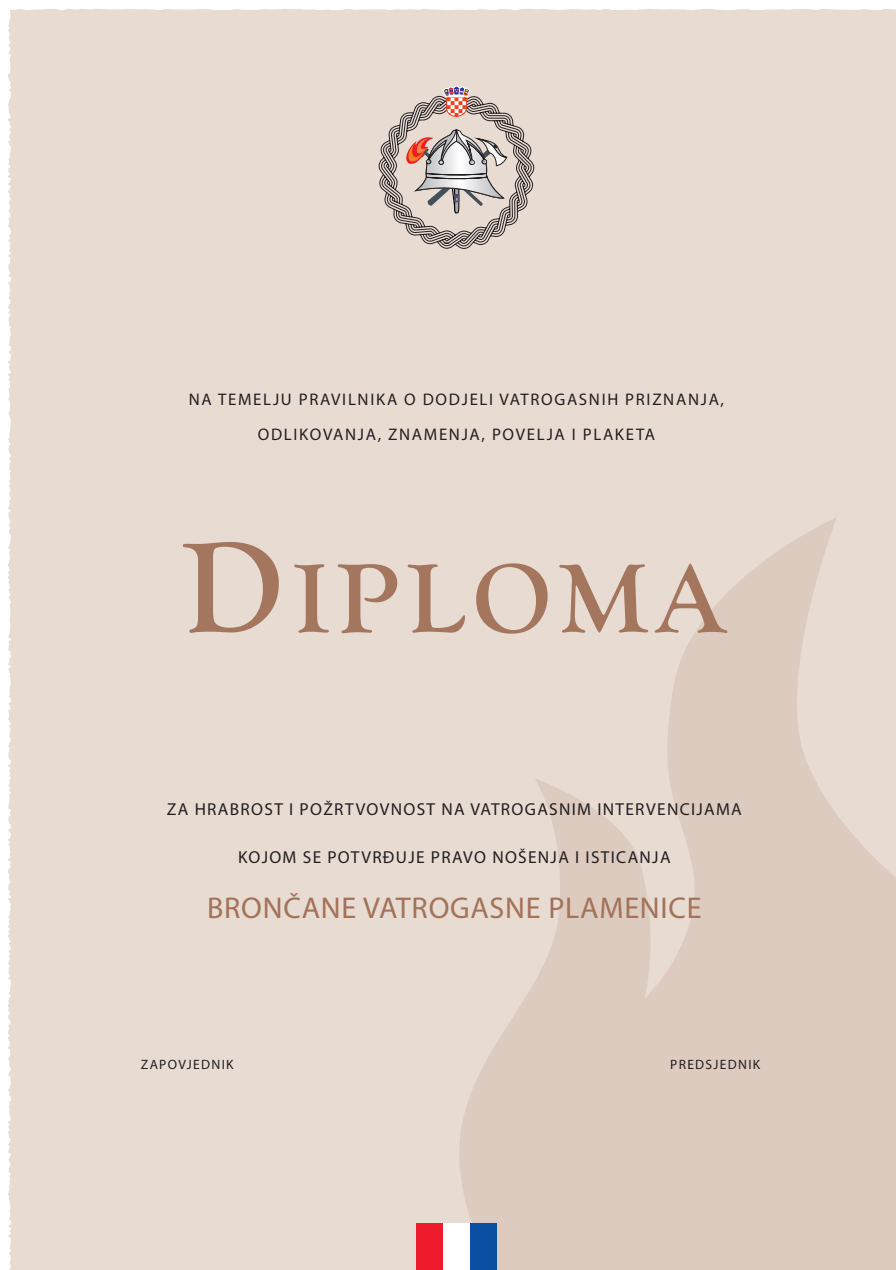 NA TEMELJU PRAVILNIKA O DODJELI VATROGASNIH PRIZNANJA,
ODLIKOVANJA, ZNAMENJA, POVELJA I PLAKETA
DIPLOMA
ZA HRABROST I POŽRTVOVNOST NA VATROGASNIM INTERVENCIJAMA
KOJOM SE POTVRĐUJE PRAVO NOŠENJA I ISTICANJA
BRONČANE VATROGASNE PLAMENICE
ZAPOVJEDNIK PREDSJEDNIK